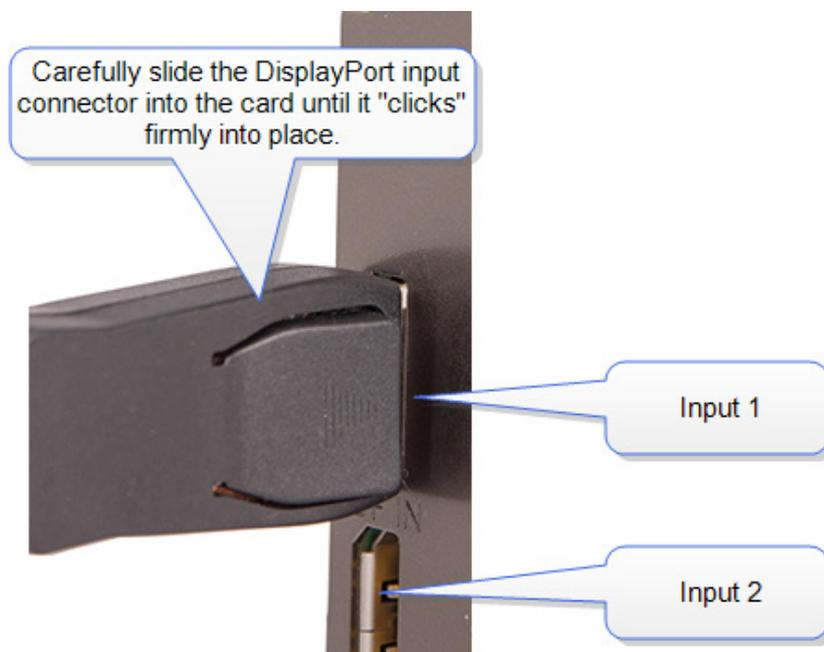 Carefully slide the DisplayPort input
connector into the card until it "clicks"
firmly into place.
Input 1
IN
Input 2